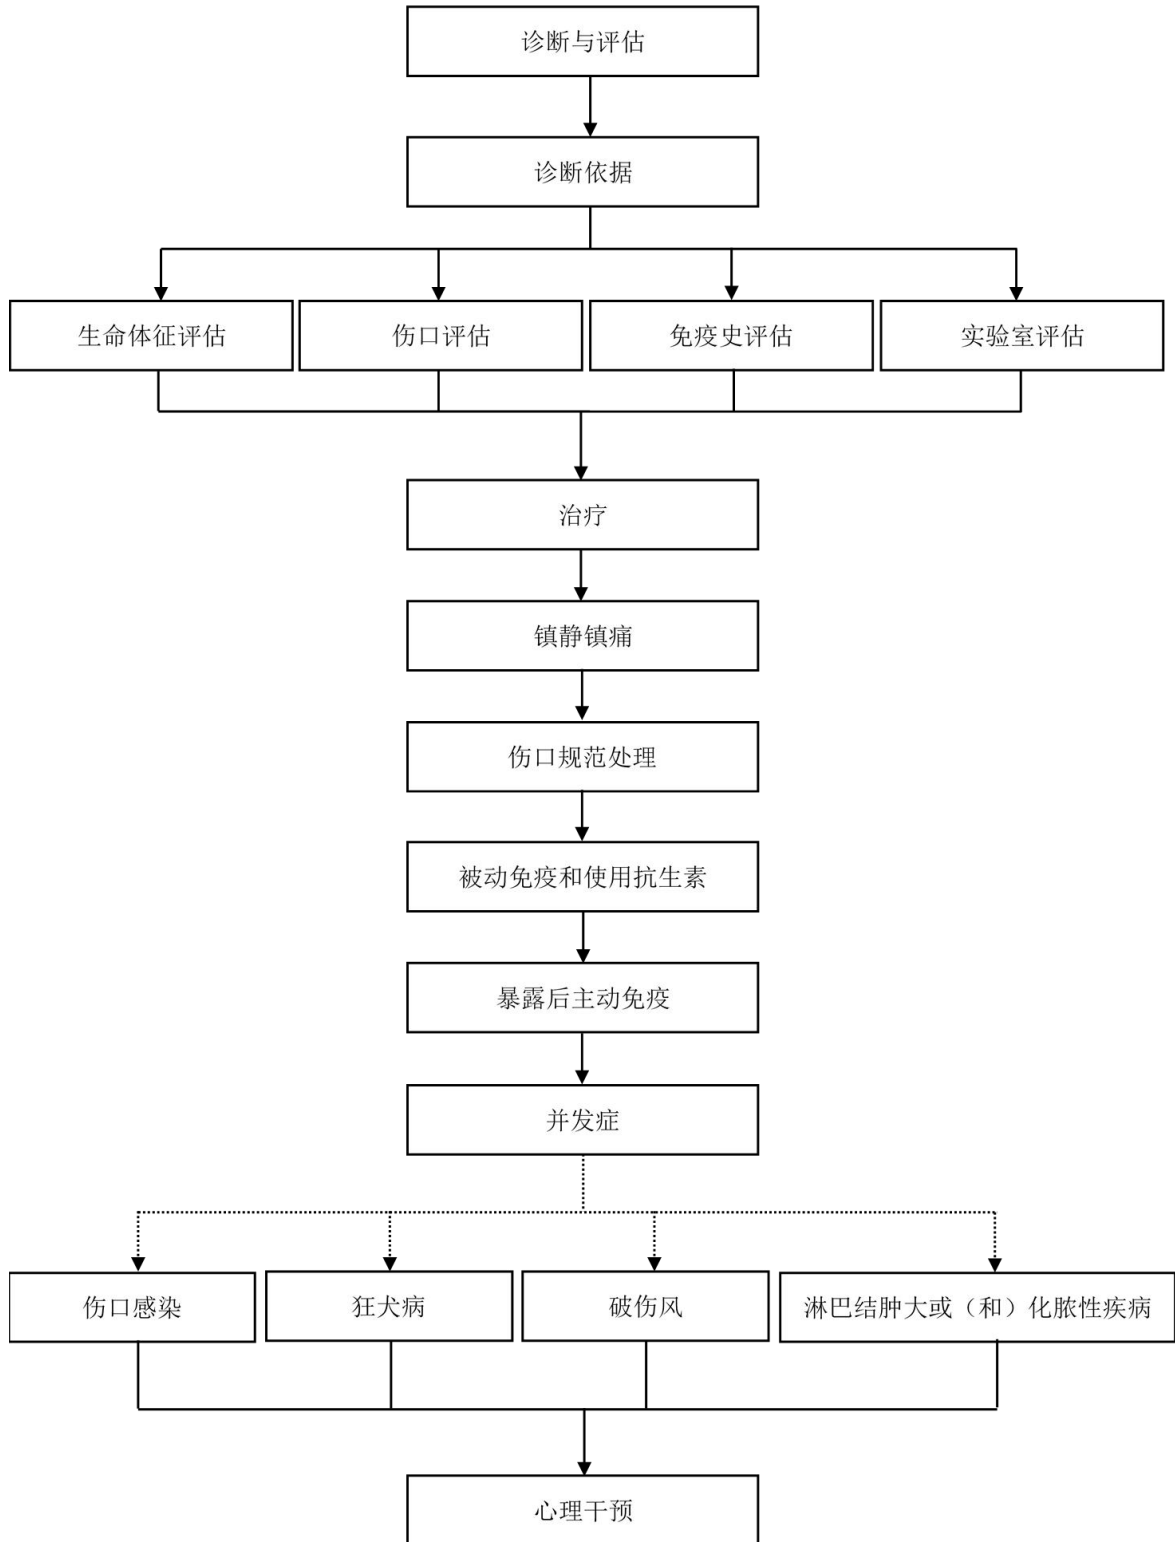 诊断与评估
诊断依据
生命体征评估
伤口评估
免疫史评估
实验室评估
治疗
镇静镇痛
伤口规范处理
被动免疫和使用抗生素
暴露后主动免疫
并发症
伤口感染
狂犬病
破伤风
淋巴结肿大或（和）化脓性疾病
心理干预